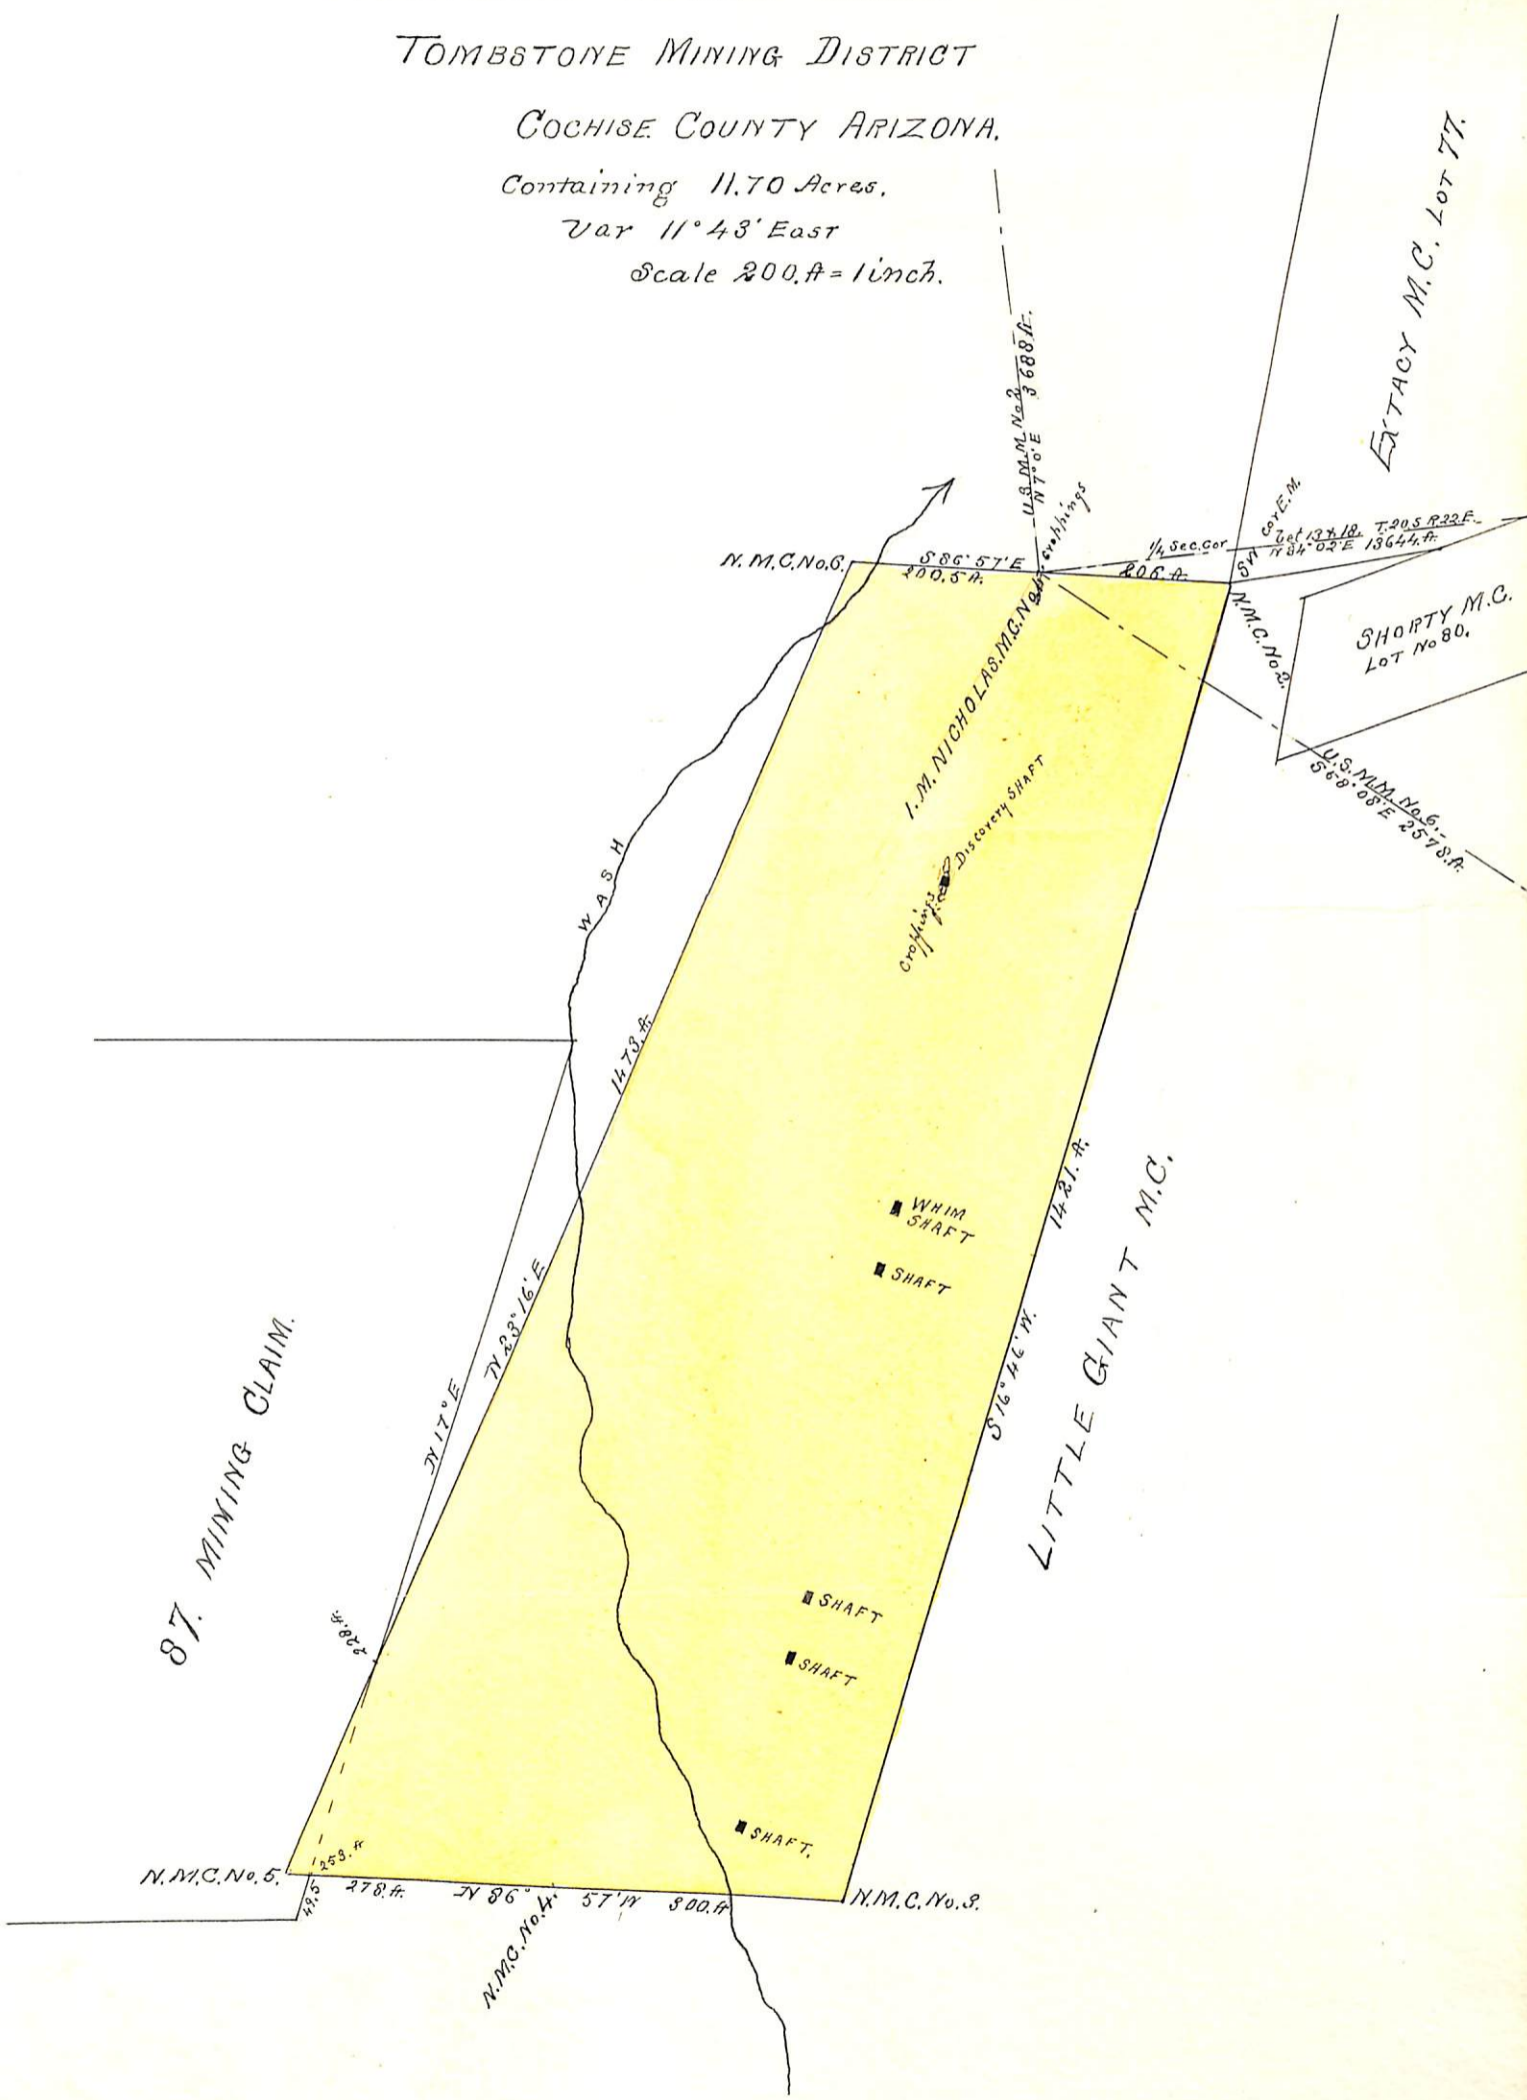 TOMBSTONE MINING DISTRICT
COCHISE COUNTY ARIZONA.
Containing 11.70 Acres.
Var 11° 43' East
Scale 200.ft = 1 inch.
EXTACY M.C. LOT 77.
U.S.M.M. No 2
N 7° 0' E 3688 ft.
croppings
N.M.C. No 6.
S 86° 57' E
200.5 ft.
1/4 Sec. Cor
206. ft.
SW cor E.M.
13 & 18. T. 20 S R 22 E.
N 84° 02' E 13644. ft.
N.M.C. No 2.
SHORTY M.C.
LOT No 80.
U.S.M.M. No 6.
S 68° 08' E 2578. ft.
I. M. NICHOLAS. M.C.
DISCOVERY SHAFT
Croppings
WASH
1473. ft.
N 23° 16' E
N 17° E
WHIM
SHAFT
SHAFT
1421. ft.
S 16° 46' W.
LITTLE GIANT M.C.
87. MINING CLAIM.
228. ft.
SHAFT
SHAFT
SHAFT.
N.M.C. No. 5.
253. ft
49.5
278. ft.
N 86° 57' W
300. ft
N.M.C. No. 4.
N.M.C. No. 3.